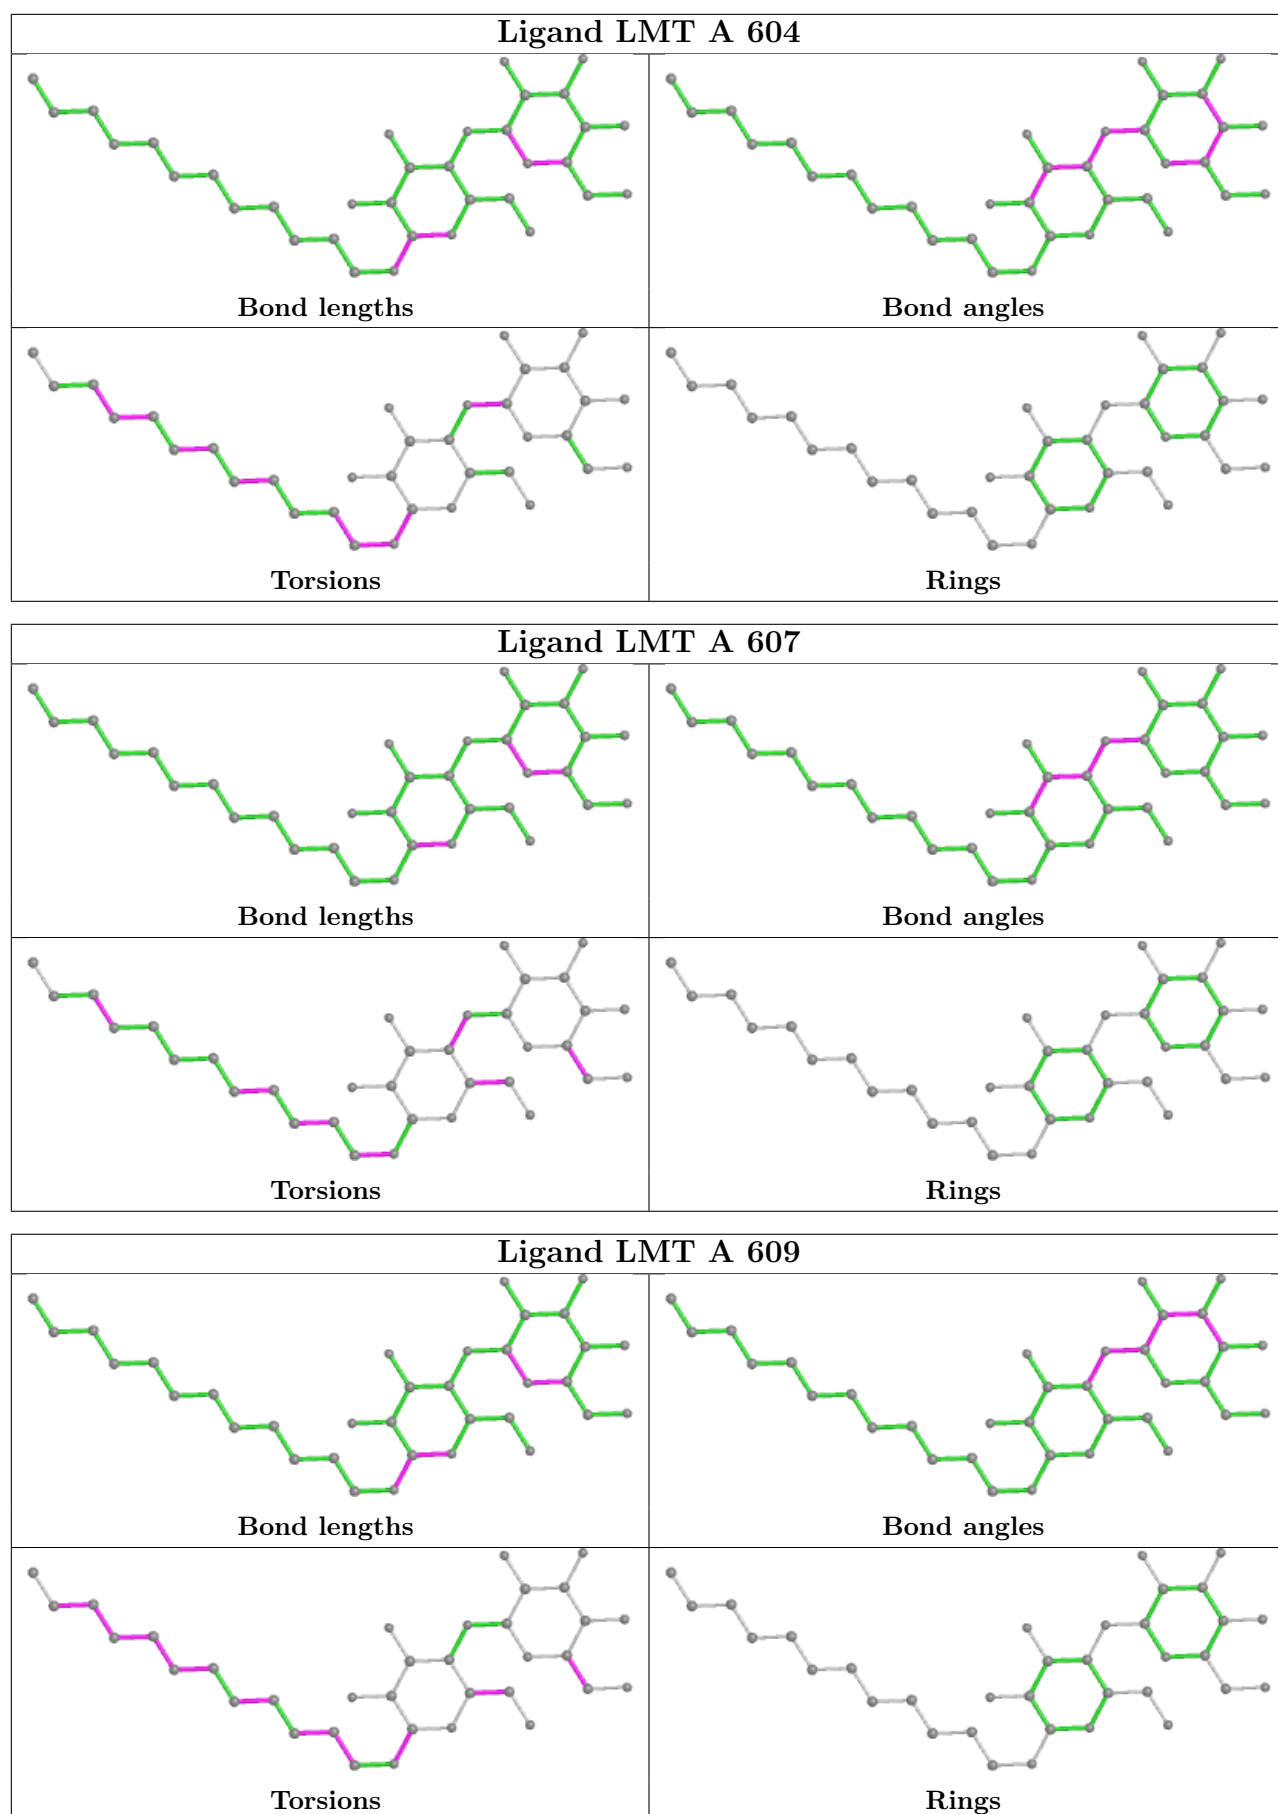 Ligand LMT A 604
Bond lengths
Bond angles
Torsions
Rings
Ligand LMT A 607
Bond lengths
Bond angles
Torsions
Rings
Ligand LMT A 609
Bond lengths
Bond angles
Torsions
Rings